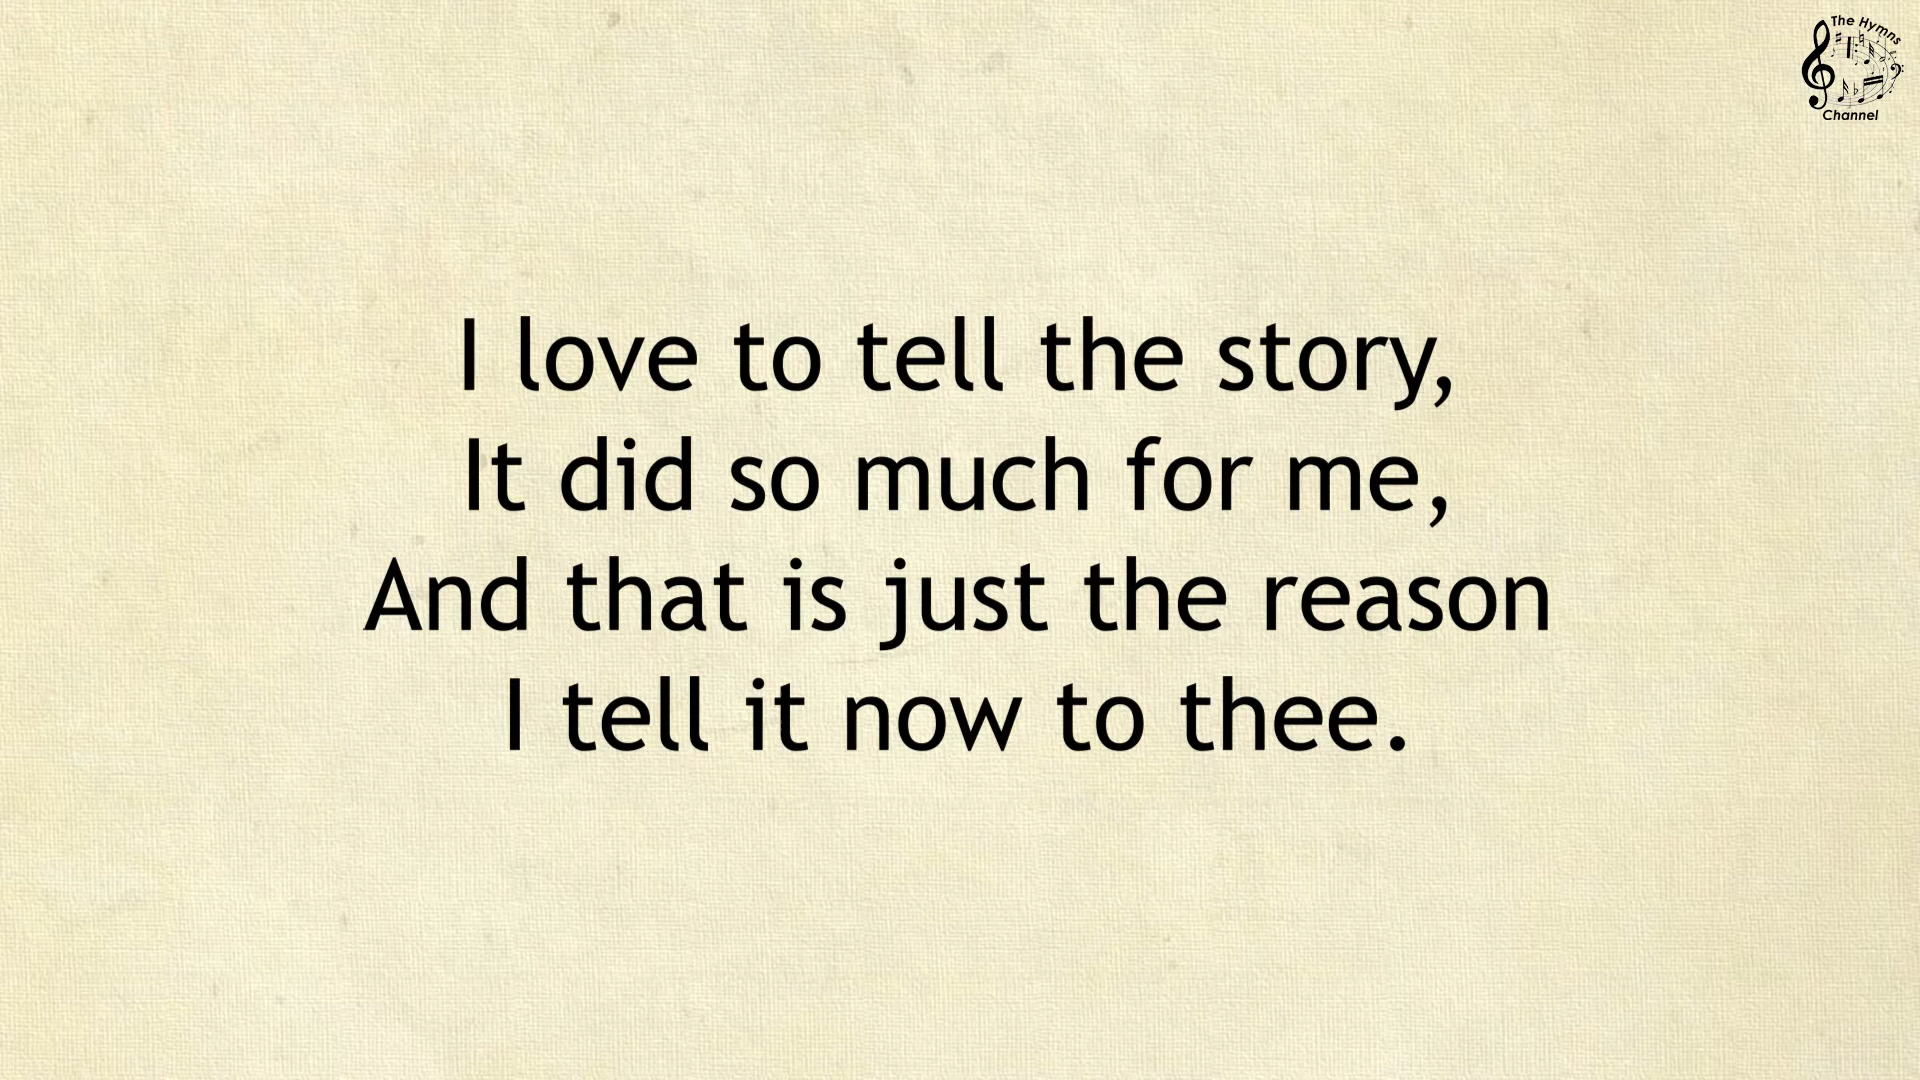 The Hymns
Channel
I love to tell the story,
It did so much for me,
And that is just the reason
I tell it now to thee.